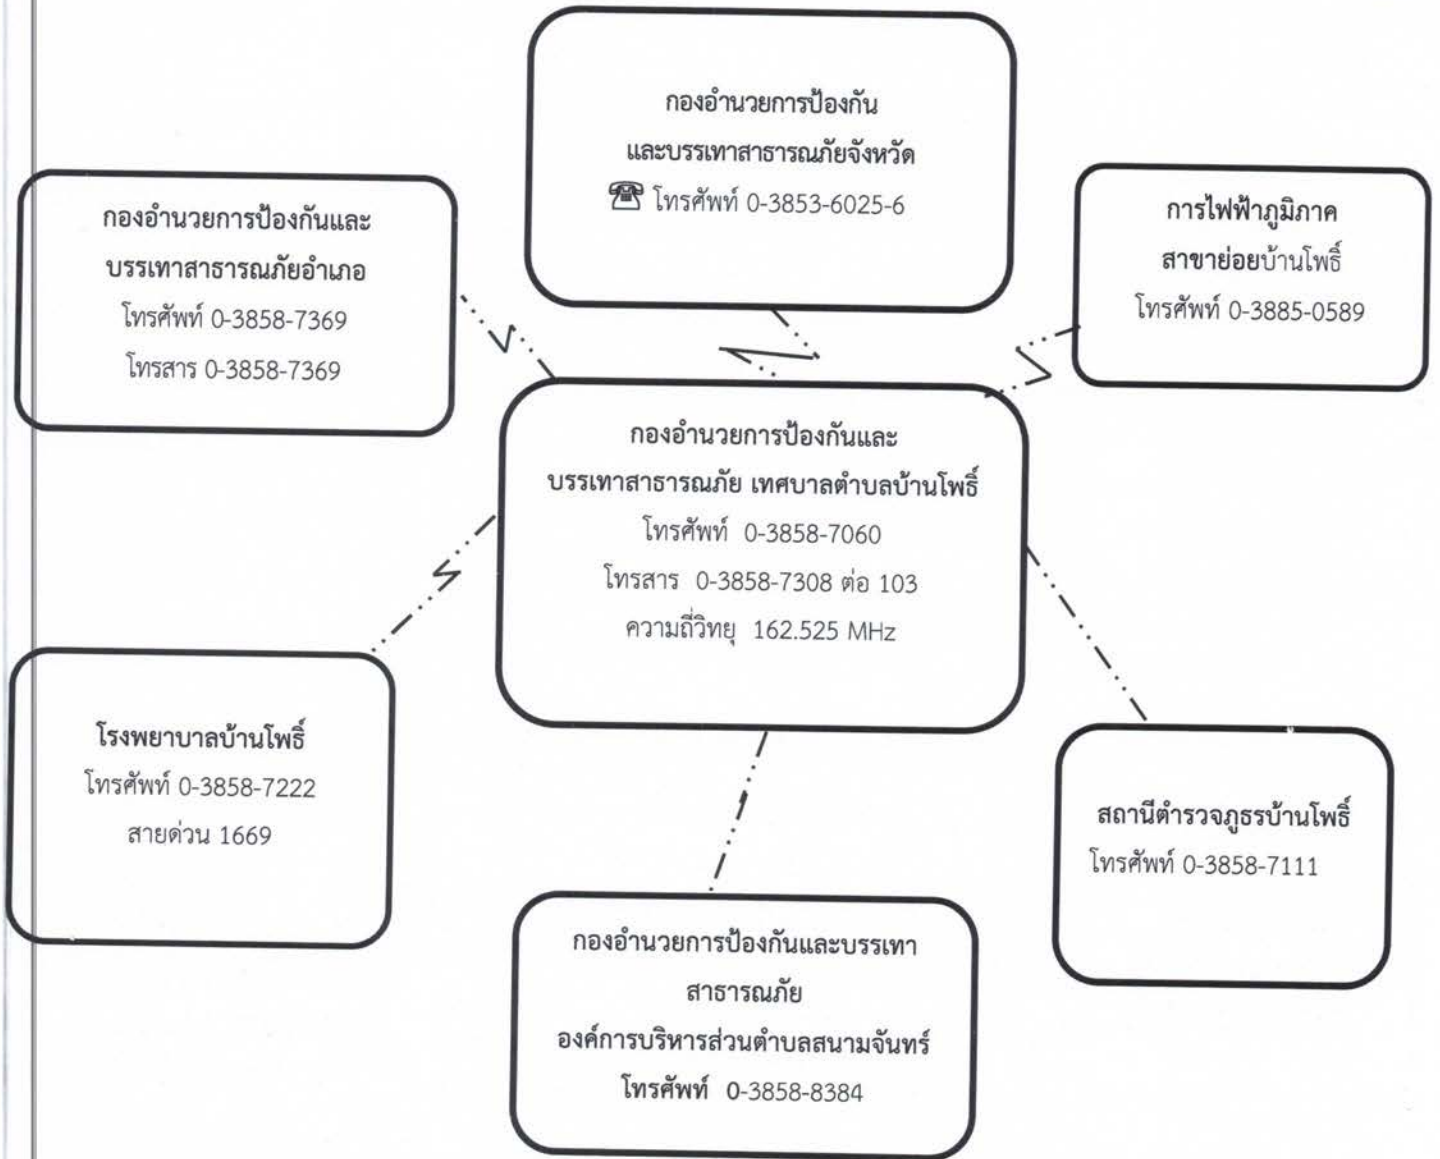 กองอำนวยการป้องกัน
และบรรเทาสาธารณภัยจังหวัด
โทรศัพท์ 0-3853-6025-6
กองอำนวยการป้องกันและ
บรรเทาสาธารณภัยอำเภอ
โทรศัพท์ 0-3858-7369
โทรสาร 0-3858-7369
การไฟฟ้าภูมิภาค
สาขาย่อยบ้านโพธิ์
โทรศัพท์ 0-3885-0589
กองอำนวยการป้องกันและ
บรรเทาสาธารณภัย เทศบาลตำบลบ้านโพธิ์
โทรศัพท์ 0-3858-7060
โทรสาร 0-3858-7308 ต่อ 103
ความถี่วิทยุ 162.525 MHz
โรงพยาบาลบ้านโพธิ์
โทรศัพท์ 0-3858-7222
สายด่วน 1669
สถานีตำรวจภูธรบ้านโพธิ์
โทรศัพท์ 0-3858-7111
กองอำนวยการป้องกันและบรรเทา
สาธารณภัย
องค์การบริหารส่วนตำบลสนามจันทร์
โทรศัพท์ 0-3858-8384